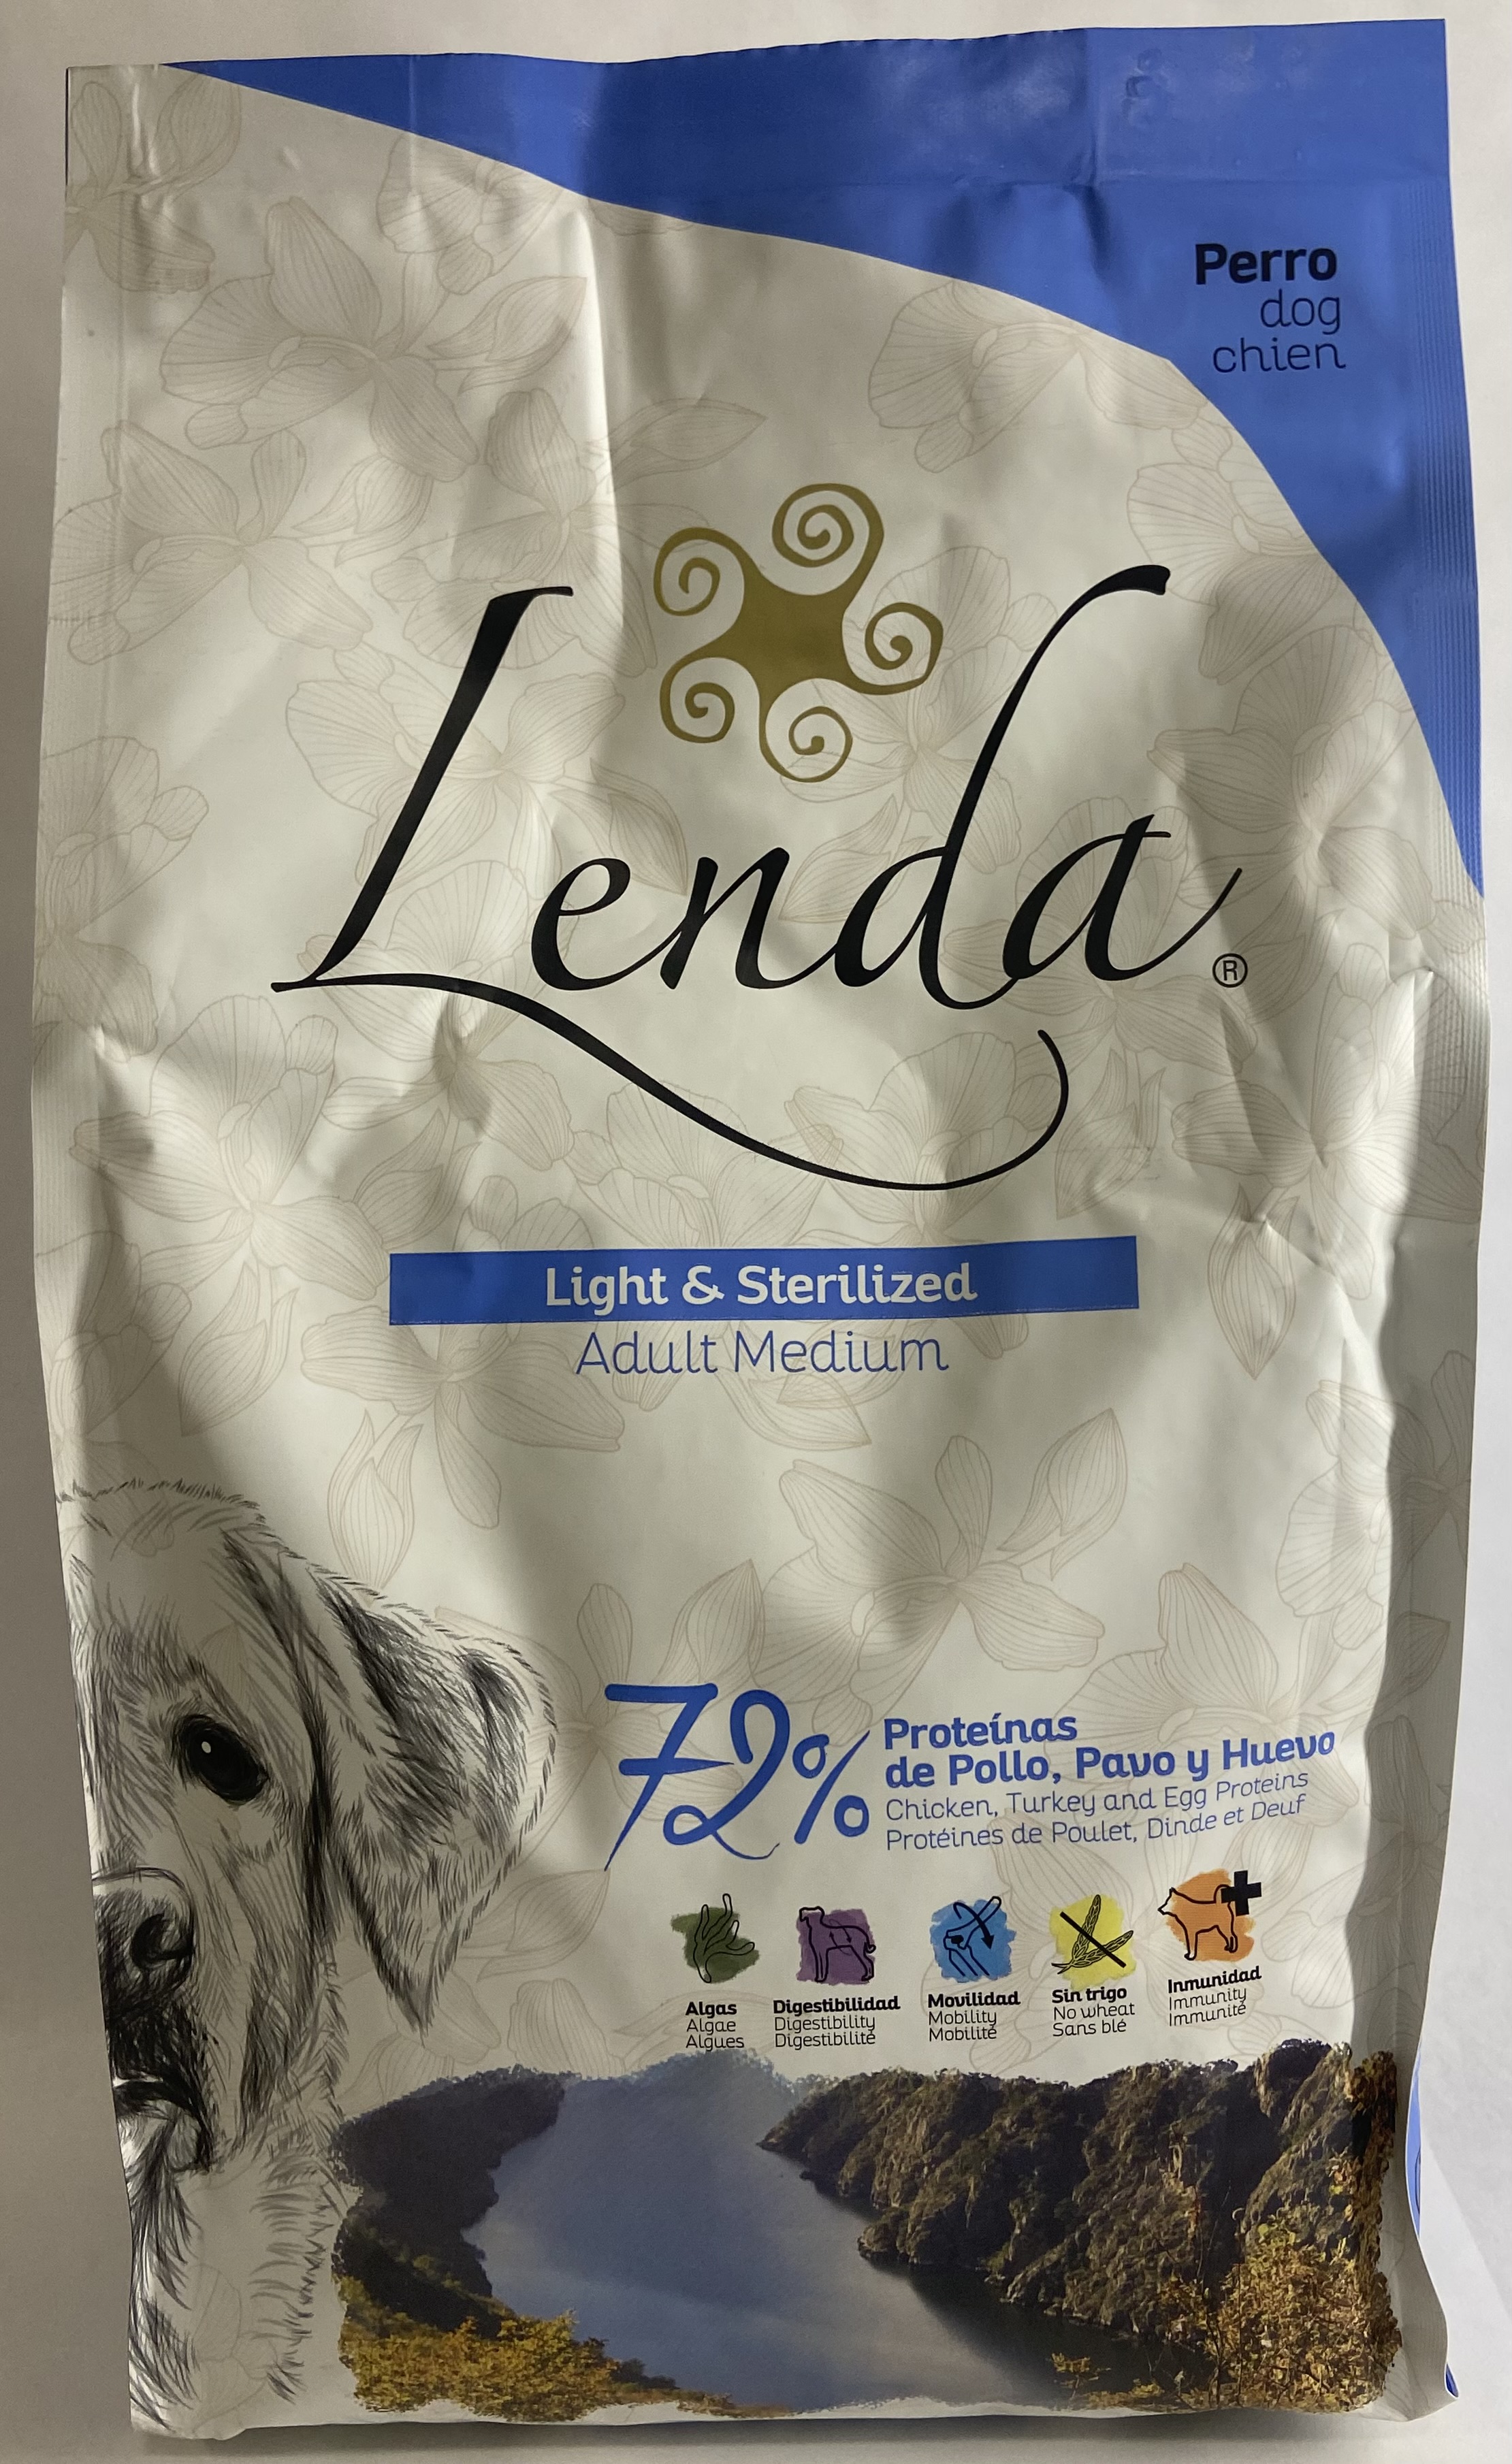 Perro
dog
chien
Lenda®
Light & Sterilized
Adult Medium
72% Proteínas
de Pollo, Pavo y Huevo
Chicken, Turkey and Egg Proteins
Protéines de Poulet, Dinde et Deuf
Algas
Algae
Algues
Digestibilidad
Digestibility
Digestibilité
Movilidad
Mobility
Mobilité
Sin trigo
No wheat
Sans blé
Inmunidad
Immunity
Immunité